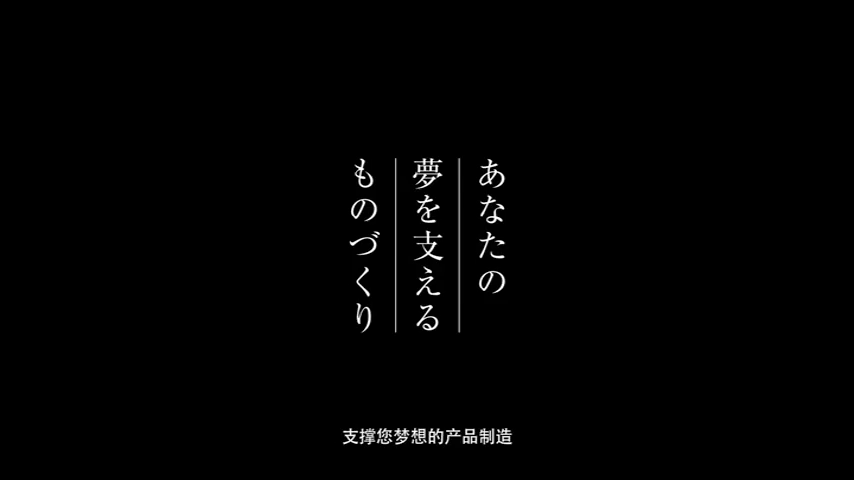 あなたの
夢を支える
ものづくり
支撑您梦想的产品制造